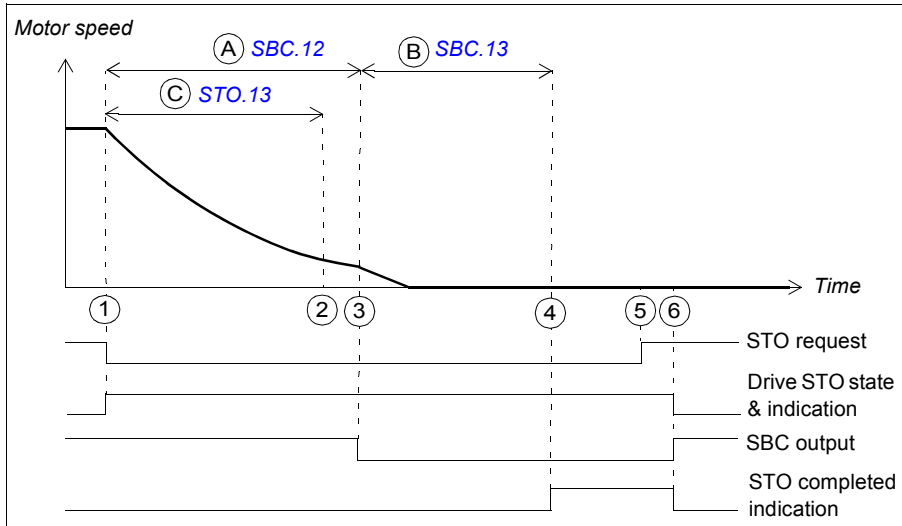 Motor speed
A SBC.12
B SBC.13
C STO.13
Time
1 2 3 4 5 6
STO request
Drive STO state
& indication
SBC output
STO completed
indication